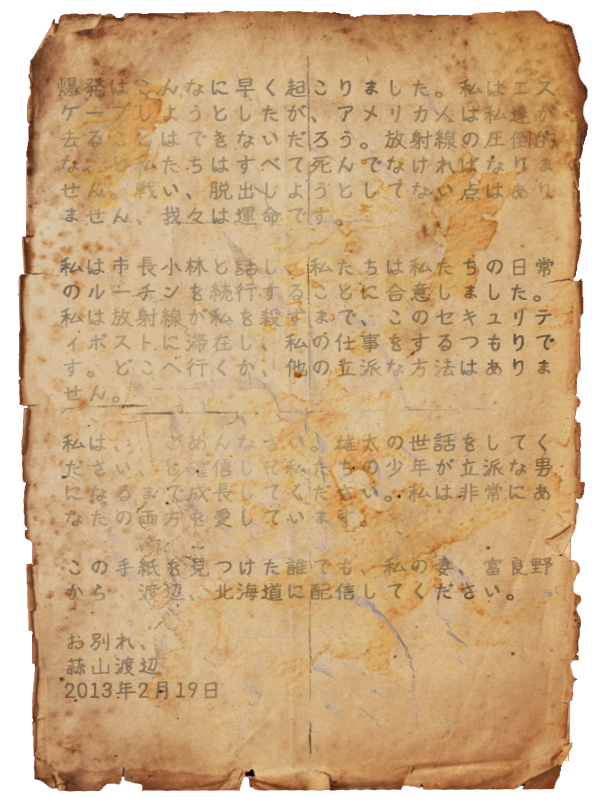 爆発はこんなに早く起こりました。私はエス
ケープしようとしたが、アメリカ人は私達が
去ることはできないだろう。放射線の圧倒的
なこと私たちはすべて死んでなければなりま
せん。戦い、脱出しようとしてない点はあり
ません、我々は運命です。
私は市長小林と話し、私たちは私たちの日常
のルーチンを続行することに合意しました。
私は放射線が私を殺すまで、このセキュリテ
ィポストに滞在し、私の仕事をするつもりで
す。どこへ行くか、他の立派な方法はありま
せん。
私は、 ごめんなさい。雄太の世話をしてく
ださい、と確信して私たちの少年が立派な男
になるまで成長してください。私は非常にあ
なたの両方を愛しています。
この手紙を見つけた誰でも、私の妻、富良野
から 渡辺、北海道に配信してください。
お別れ、
蒜山渡辺
2013年2月19日